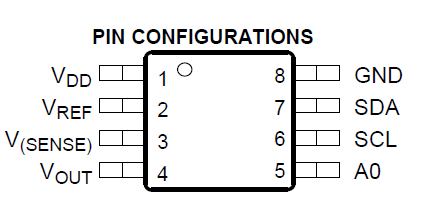 PIN CONFIGURATIONS
VDD 1 8 GND
VREF 2 7 SDA
V(SENSE) 3 6 SCL
VOUT 4 5 A0